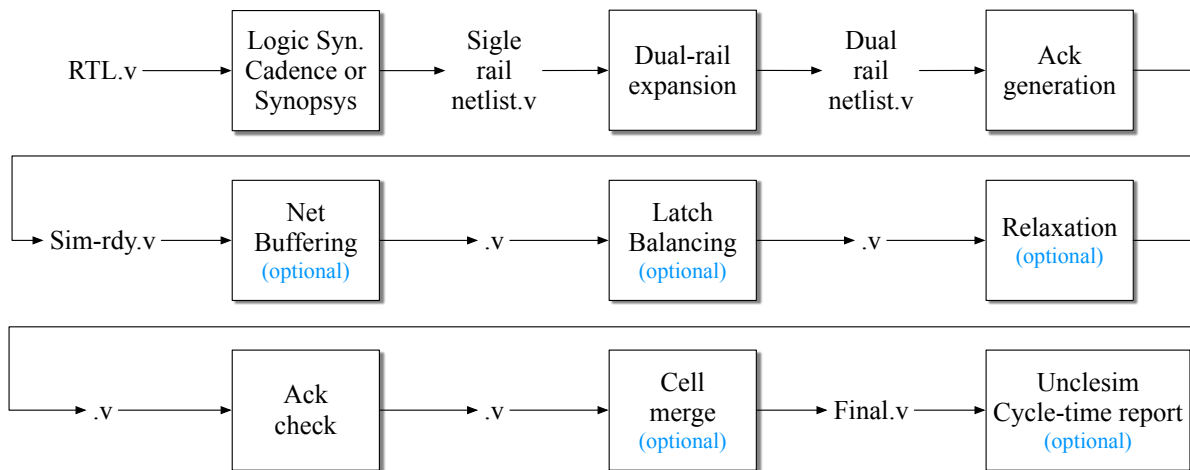 RTL.v
Logic Syn.
Cadence or
Synopsys
Sigle
rail
netlist.v
Dual-rail
expansion
Dual
rail
netlist.v
Ack
generation
Sim-rdy.v
Net
Buffering
(optional)
.v
Latch
Balancing
(optional)
.v
Relaxation
(optional)
.v
Ack
check
.v
Cell
merge
(optional)
Final.v
Unclesim
Cycle-time report
(optional)